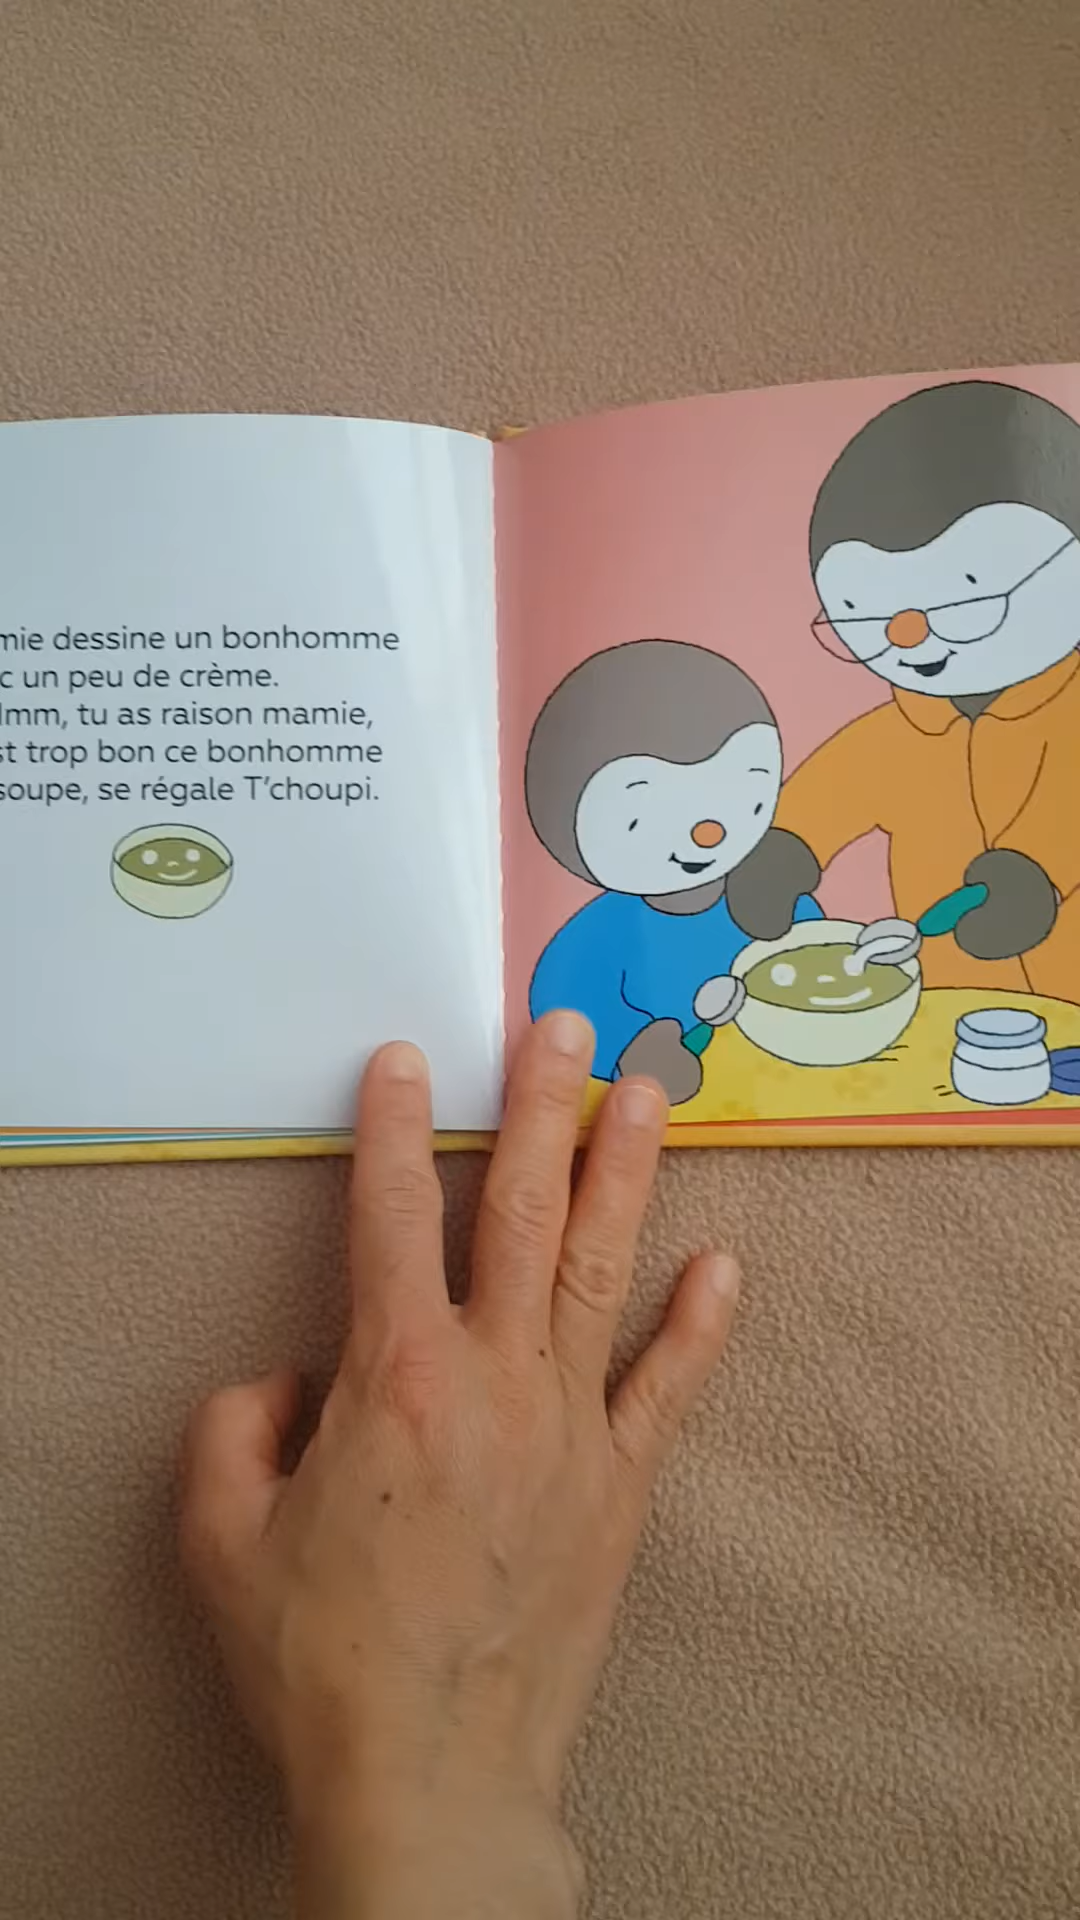 mie dessine un bonhomme
c un peu de crème.
mm, tu as raison mamie,
st trop bon ce bonhomme
soupe, se régale T'choupi.